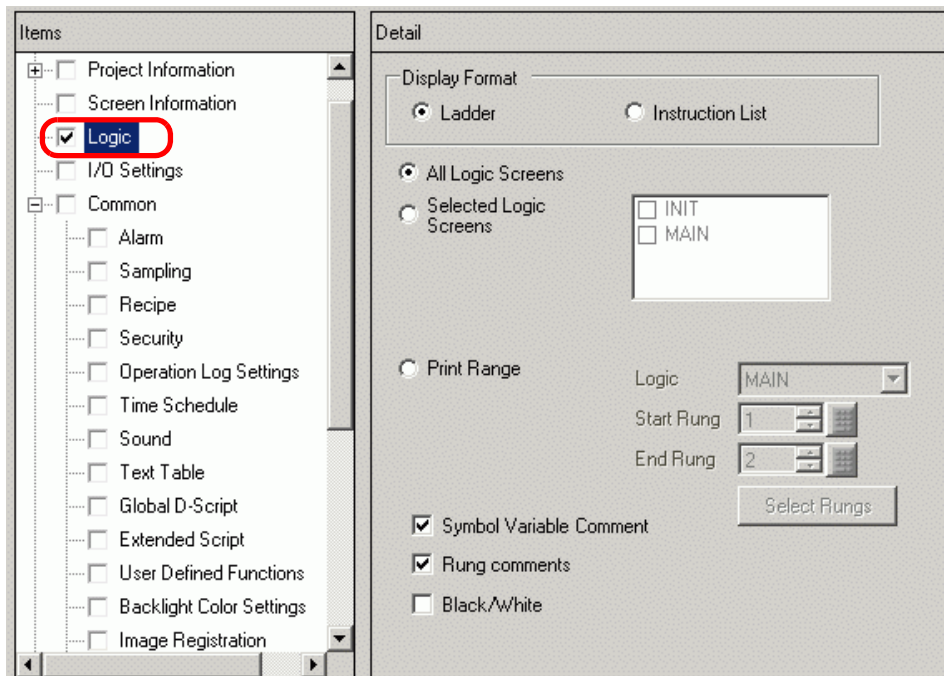 Items
Project Information
Screen Information
Logic
I/O Settings
Common
Alarm
Sampling
Recipe
Security
Operation Log Settings
Time Schedule
Sound
Text Table
Global D-Script
Extended Script
User Defined Functions
Backlight Color Settings
Image Registration
Detail
Display Format
Ladder
Instruction List
All Logic Screens
Selected Logic
Screens
INIT
MAIN
Print Range
Logic
MAIN
Start Rung
1
End Rung
2
Select Rungs
Symbol Variable Comment
Rung comments
Black/White